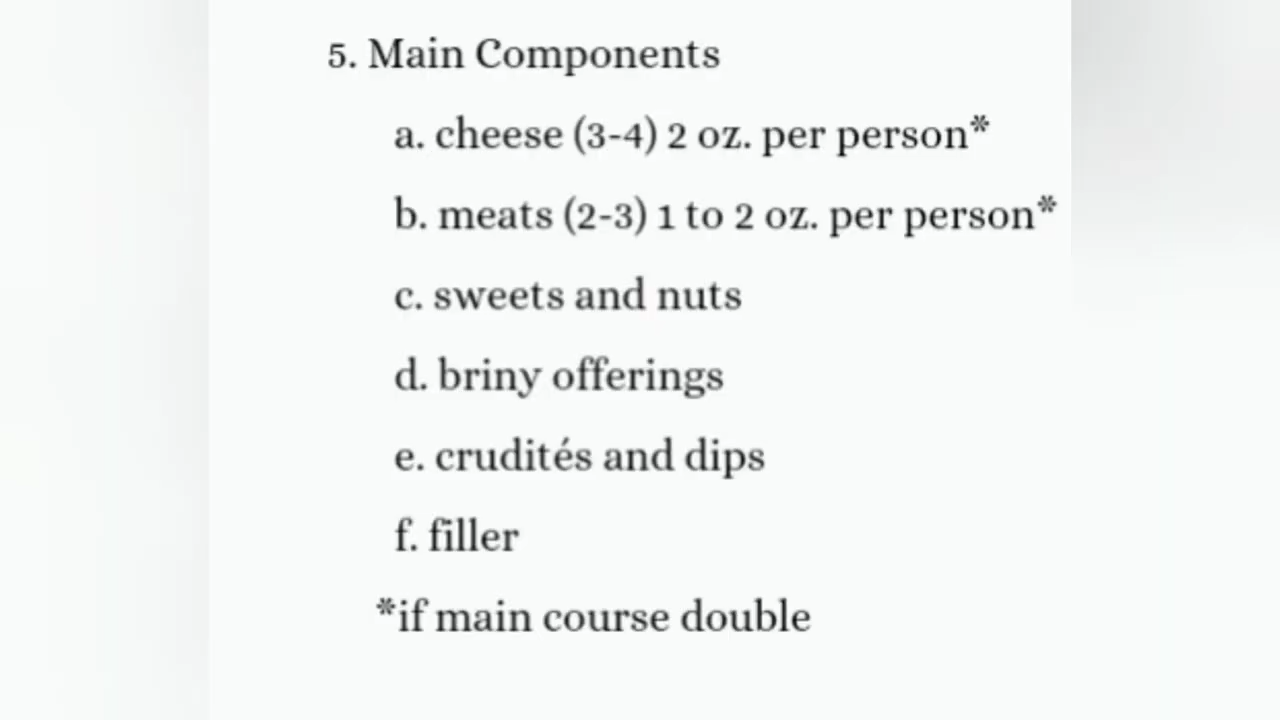 5. Main Components
a. cheese (3-4) 2 oz. per person*
b. meats (2-3) 1 to 2 oz. per person*
c. sweets and nuts
d. briny offerings
e. crudités and dips
f. filler
*if main course double